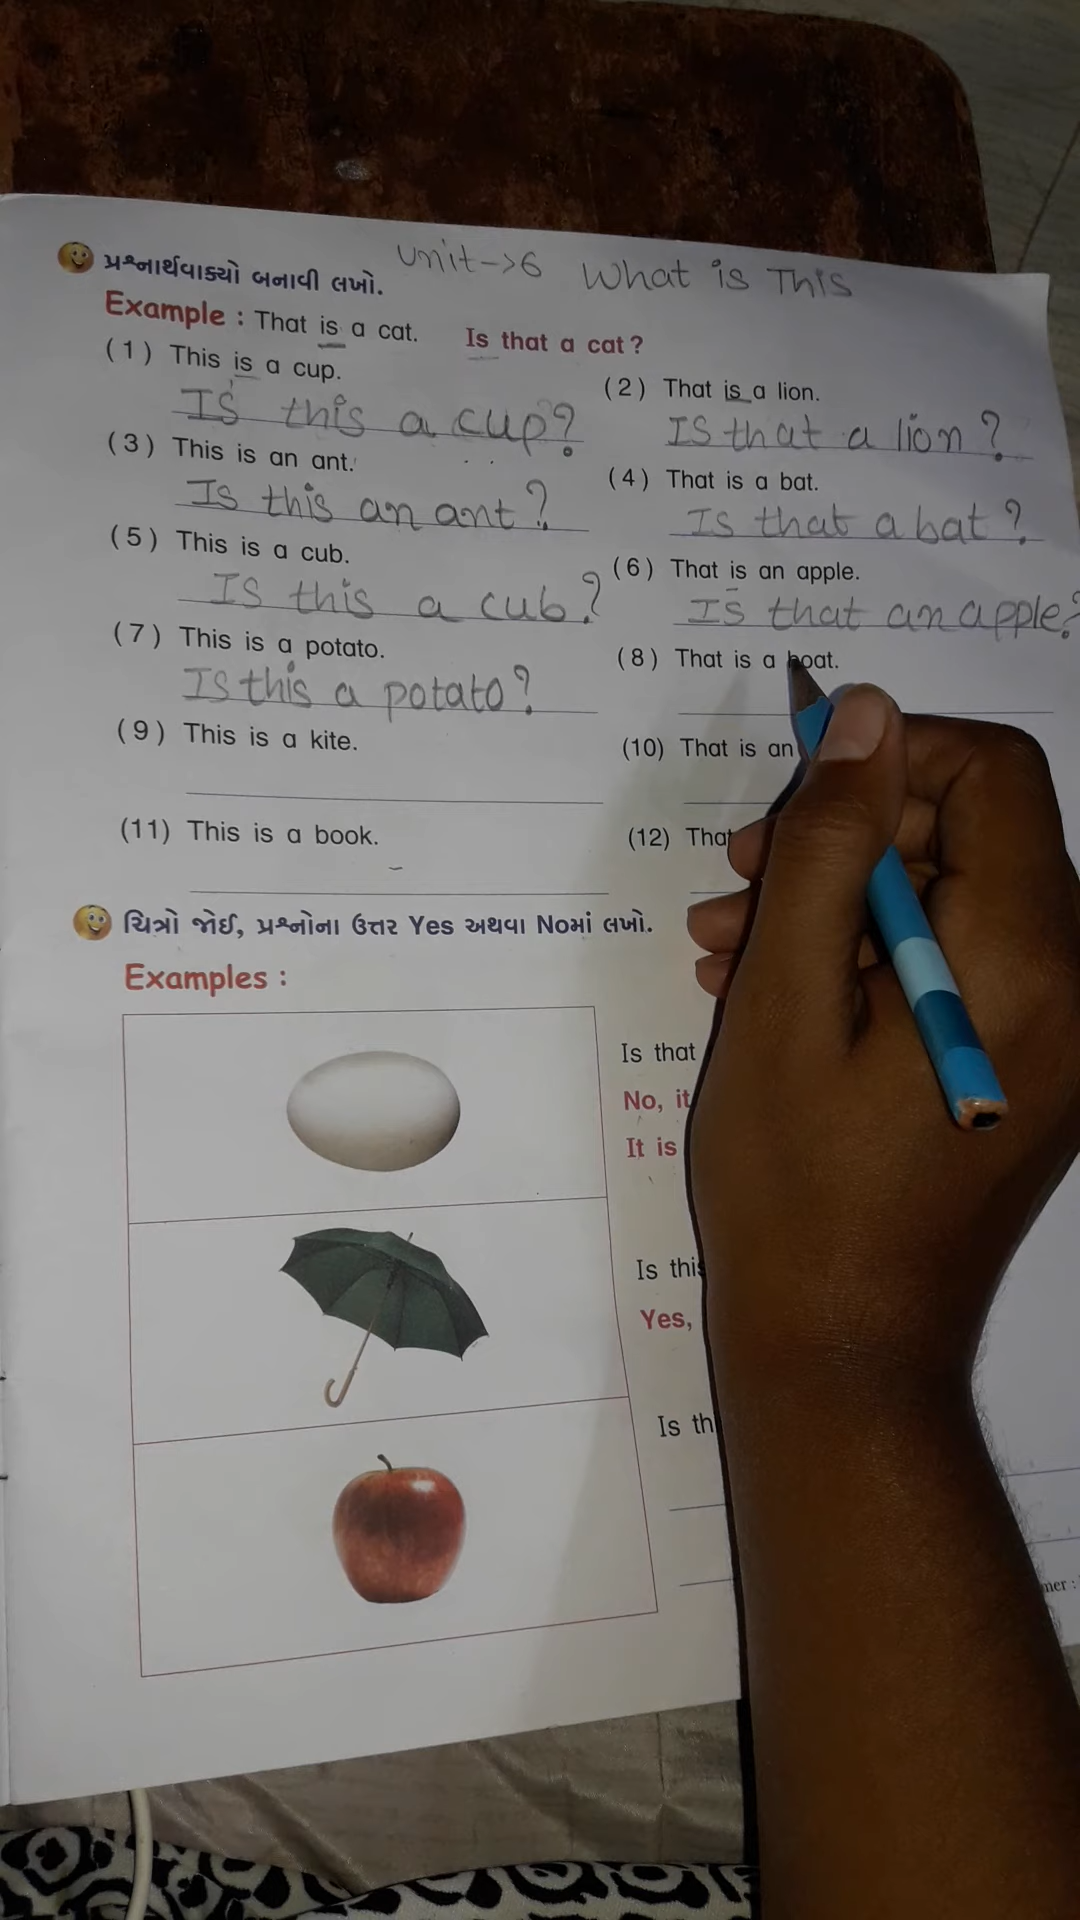 unit->6 What is This
પ્રશ્નાર્થવાક્યો બનાવી લખો.
Example : That is a cat. Is that a cat?
(1) This is a cup.
Is this a cup?
(2) That is a lion.
Is that a lion?
(3) This is an ant.
Is this an ant?
(4) That is a bat.
Is that a bat?
(5) This is a cub.
Is this a cub?
(6) That is an apple.
Is that an apple?
(7) This is a potato.
Is this a potato?
(8) That is a boat.
(9) This is a kite.
(10) That is an
(11) This is a book.
(12)
ચિત્રો જોઈ, પ્રશ્નોના ઉત્તર Yes અથવા Noમાં લખો.
Examples :
Is that
No, it
It is
Is this
Yes,
Is